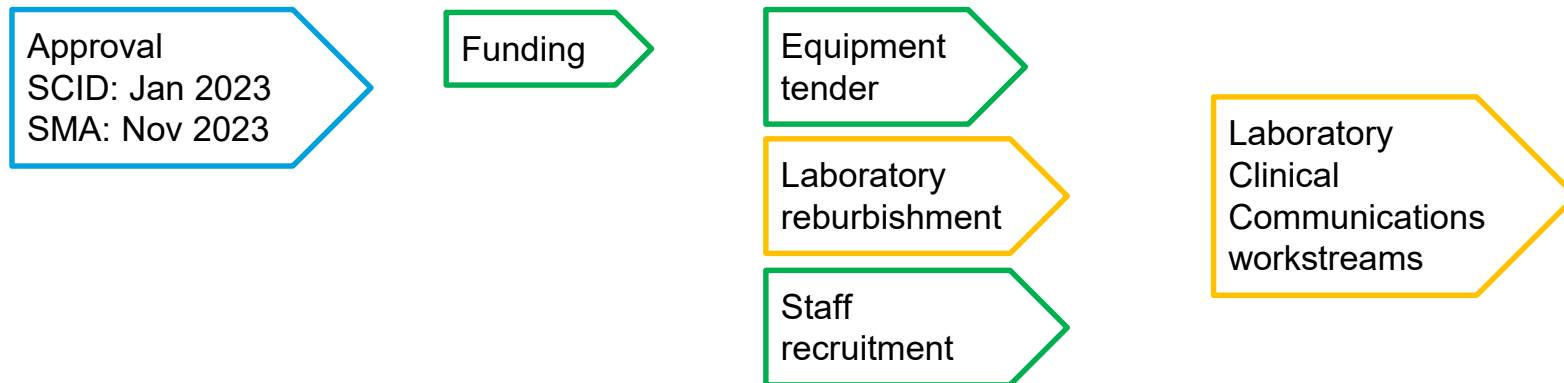 Approval
SCID: Jan 2023
SMA: Nov 2023
Funding
Equipment
tender
Laboratory
reburbishment
Staff
recruitment
Laboratory
Clinical
Communications
workstreams